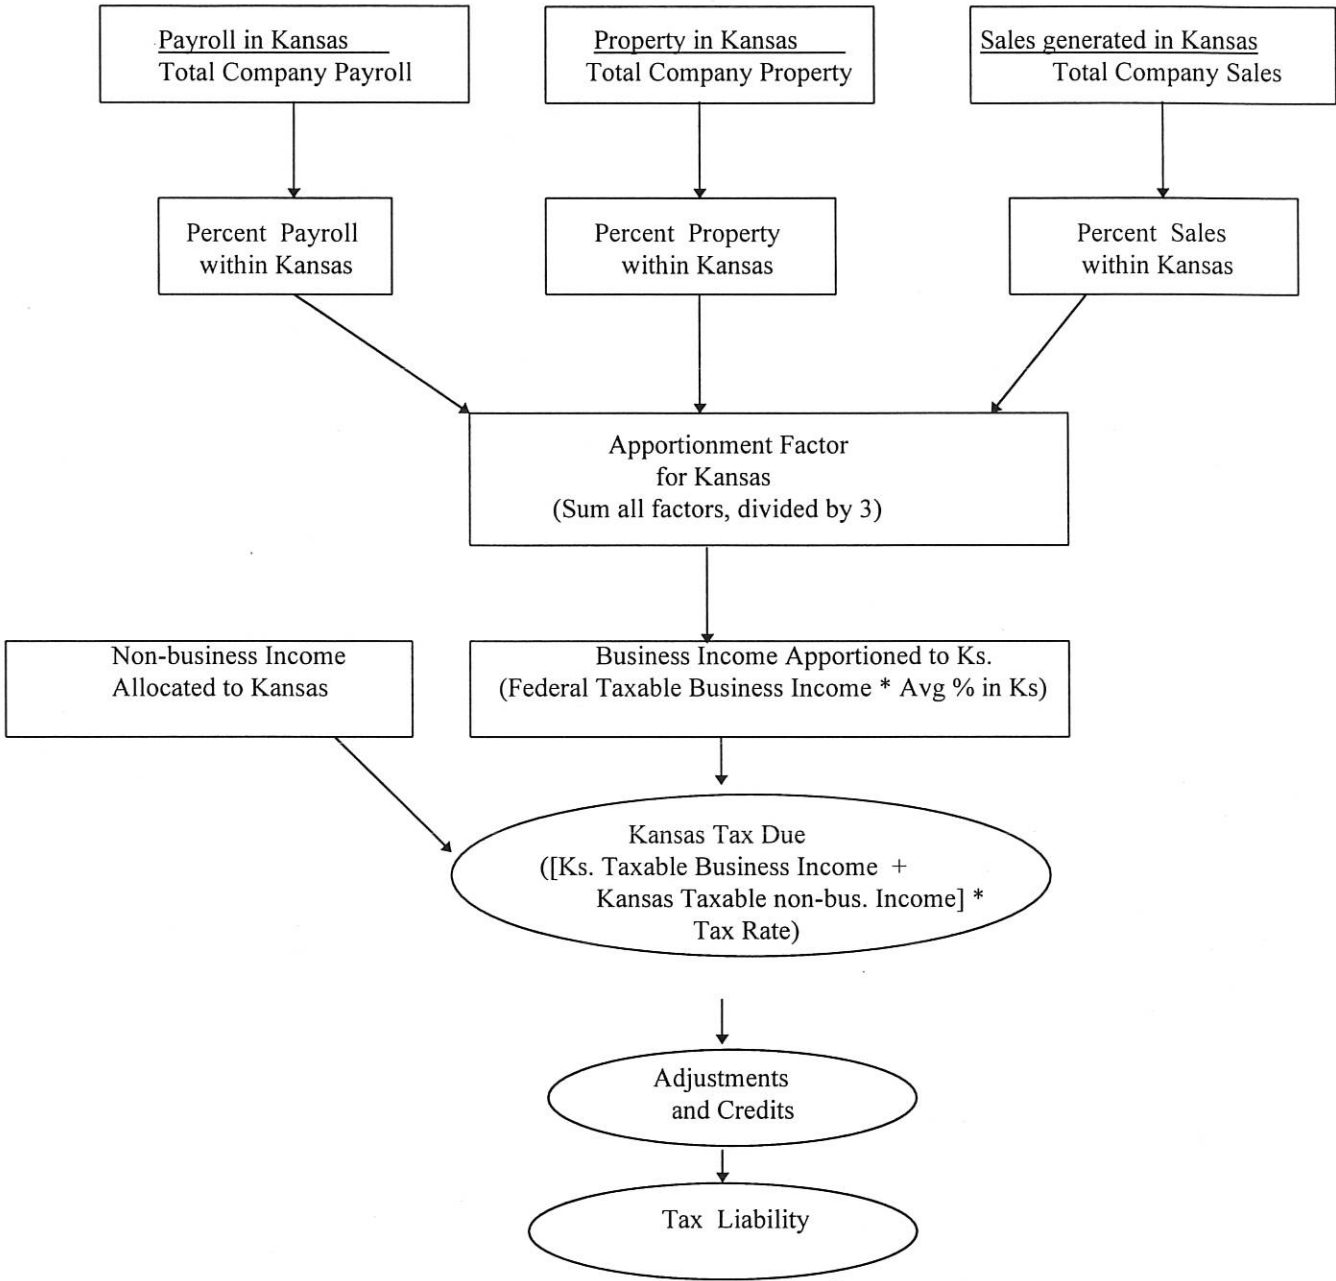 Payroll in Kansas
Total Company Payroll
Property in Kansas
Total Company Property
Sales generated in Kansas
Total Company Sales
Percent Payroll
within Kansas
Percent Property
within Kansas
Percent Sales
within Kansas
Apportionment Factor
for Kansas
(Sum all factors, divided by 3)
Non-business Income
Allocated to Kansas
Business Income Apportioned to Ks.
(Federal Taxable Business Income * Avg % in Ks)
Kansas Tax Due
([Ks. Taxable Business Income +
Kansas Taxable non-bus. Income] *
Tax Rate)
Adjustments
and Credits
Tax Liability